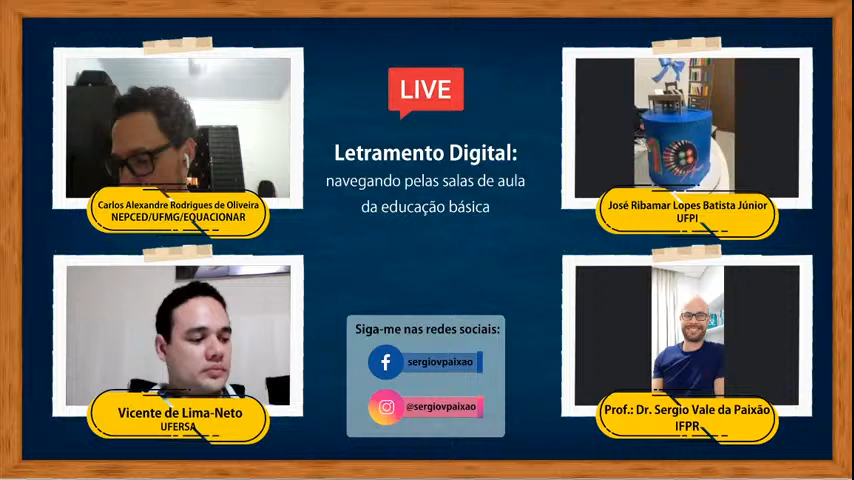 LIVE
Letramento Digital:
navegando pelas salas de aula
da educação básica
Carlos Alexandre Rodrigues de Oliveira
NEPCED/UFMG/EQUACIONAR
José Ribamar Lopes Batista Júnior
UFPI
Siga-me nas redes sociais:
sergiovpaixao
@sergiovpaixao
Vicente de Lima-Neto
UFERSA
Prof.: Dr. Sergio Vale da Paixão
IFPR